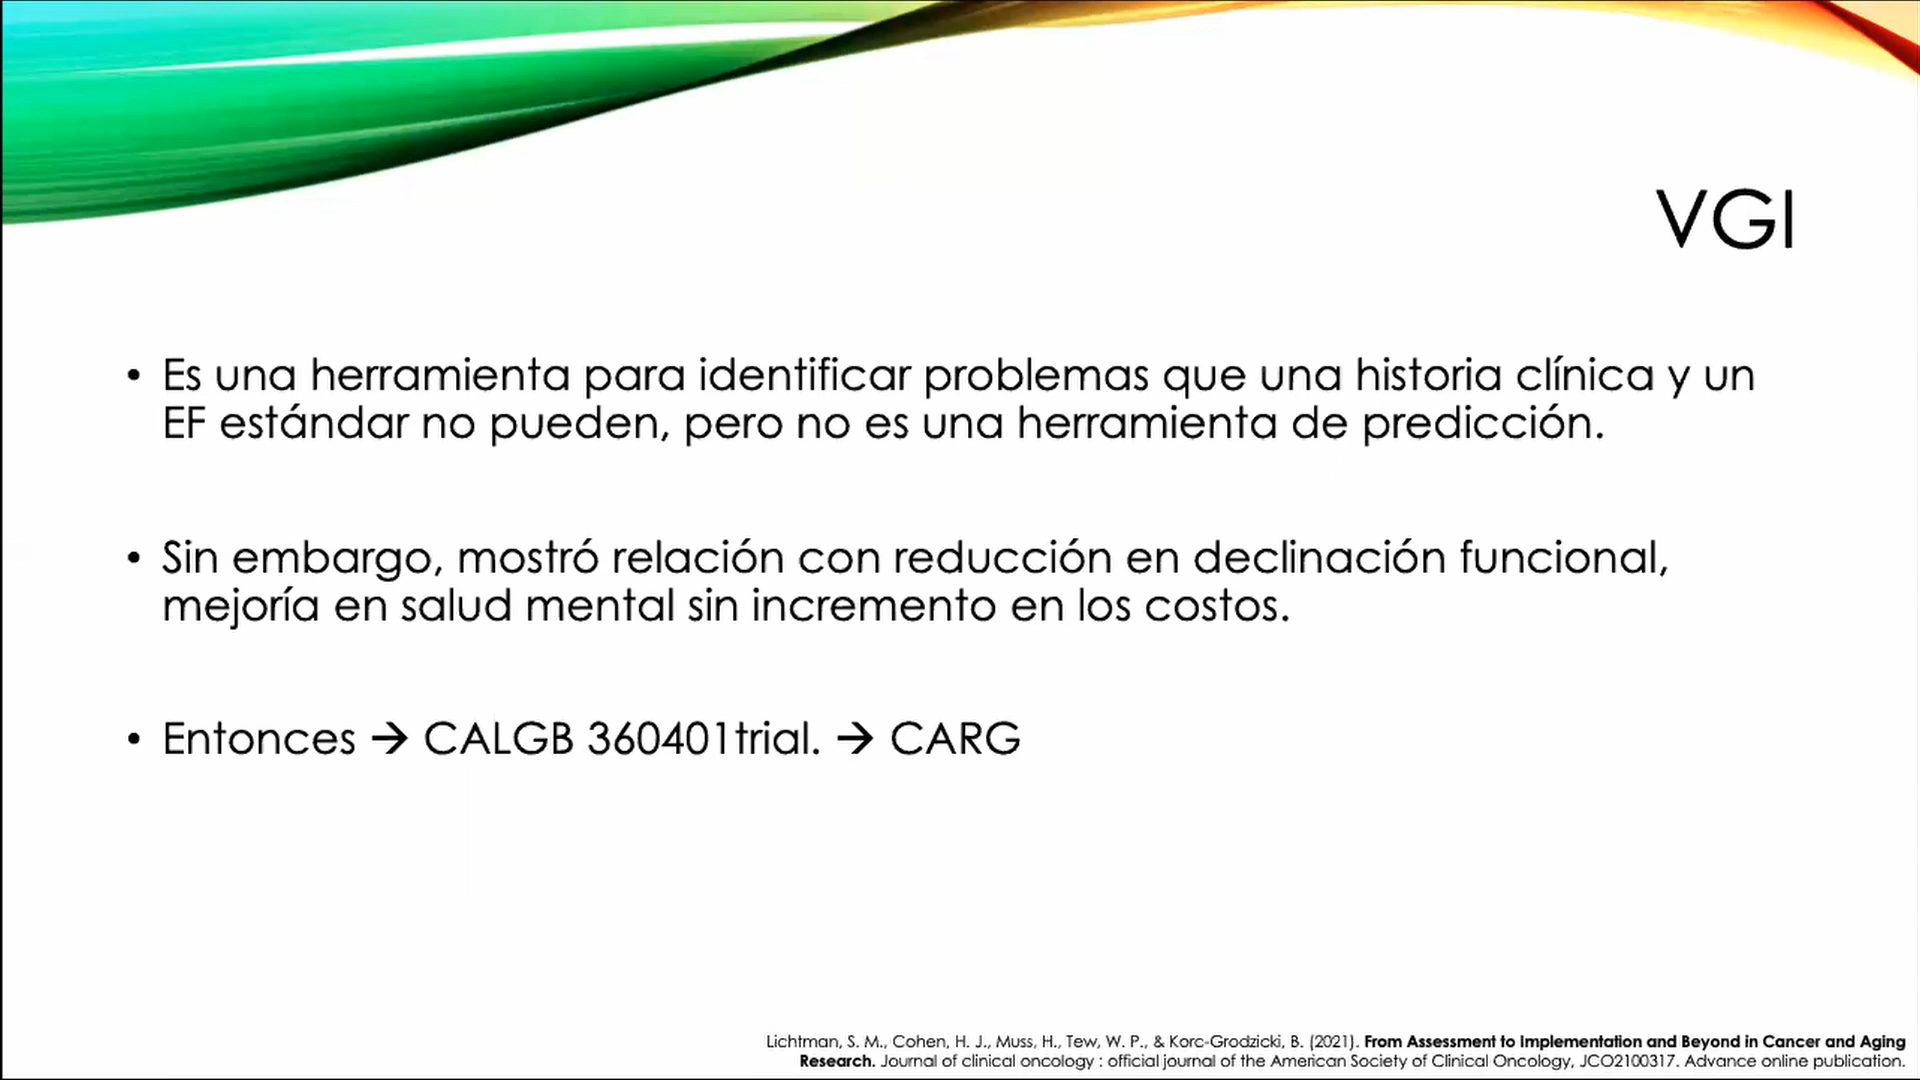 VGI
• Es una herramienta para identificar problemas que una historia clínica y un
EF estándar no pueden, pero no es una herramienta de predicción.
• Sin embargo, mostró relación con reducción en declinación funcional,
mejoría en salud mental sin incremento en los costos.
• Entonces → CALGB 360401trial. → CARG
Lichtman, S. M., Cohen, H. J., Muss, H., Tew, W. P., & Korc-Grodzicki, B. (2021). From Assessment to Implementation and Beyond in Cancer and Aging
Research. Journal of clinical oncology : official journal of the American Society of Clinical Oncology, JCO2100317. Advance online publication.